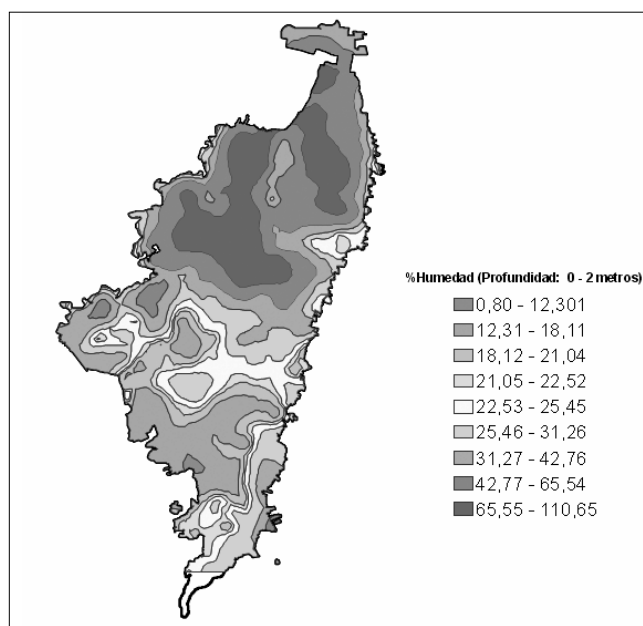 %Humedad (Profundidad: 0 - 2 metros)
0,80 - 12,301
12,31 - 18,11
18,12 - 21,04
21,05 - 22,52
22,53 - 25,45
25,46 - 31,26
31,27 - 42,76
42,77 - 65,54
65,55 - 110,65